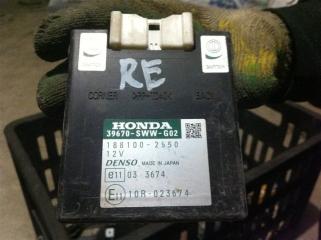 RE
CORNER
BACK
HONDA
39670-SWW-G02
188100-2550
12V
DENSO MADE IN JAPAN
e11 03 3674
E11 10R-023674